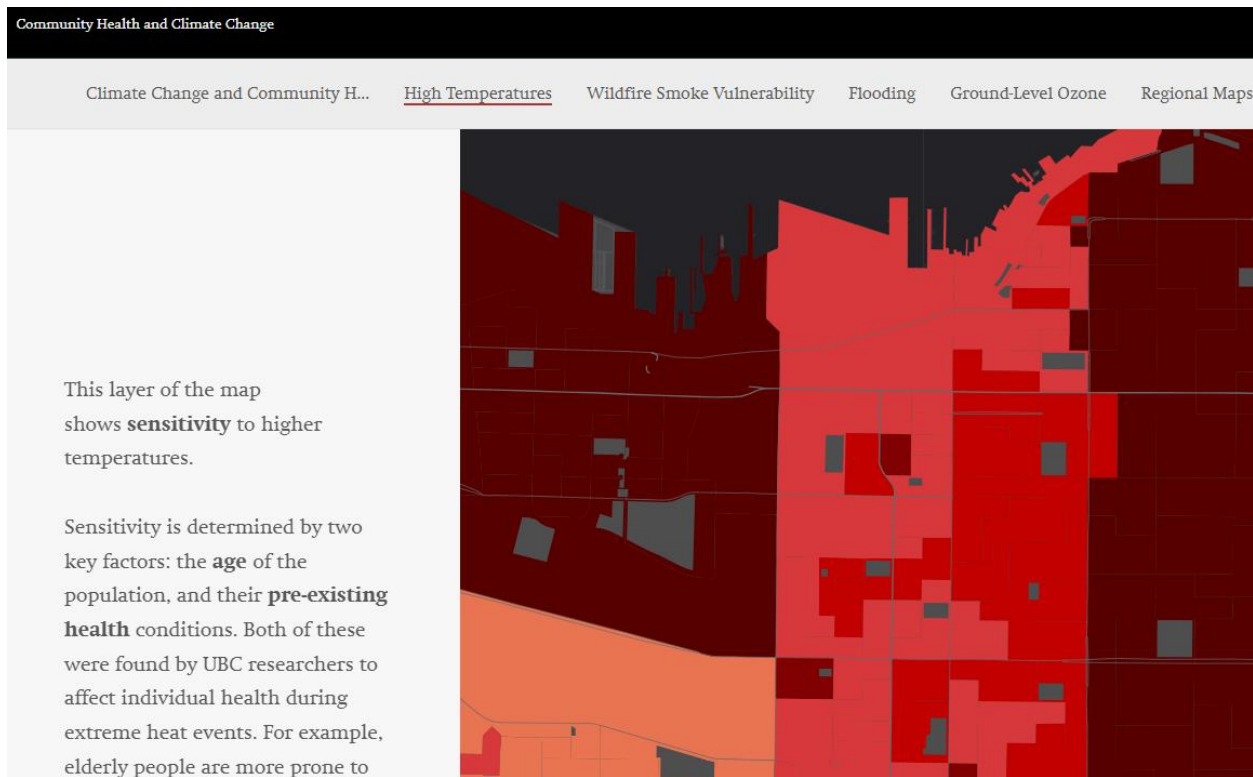 Community Health and Climate Change
Climate Change and Community H... High Temperatures Wildfire Smoke Vulnerability Flooding Ground-Level Ozone Regional Maps
This layer of the map
shows sensitivity to higher
temperatures.
Sensitivity is determined by two
key factors: the age of the
population, and their pre-existing
health conditions. Both of these
were found by UBC researchers to
affect individual health during
extreme heat events. For example,
elderly people are more prone to